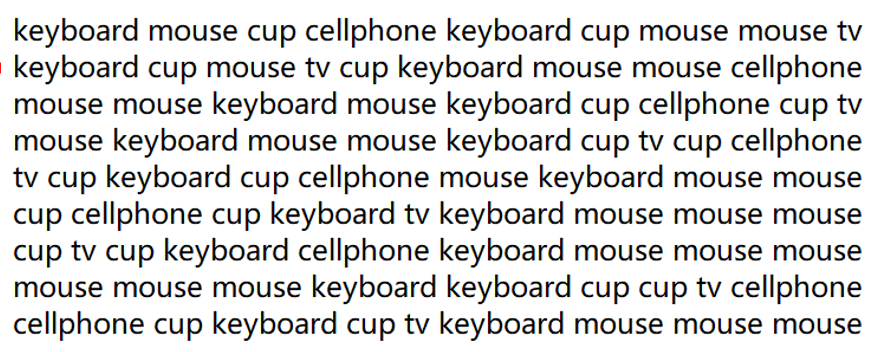 keyboard mouse cup cellphone keyboard cup mouse mouse tv
keyboard cup mouse tv cup keyboard mouse mouse cellphone
mouse mouse keyboard mouse keyboard cup cellphone cup tv
mouse keyboard mouse mouse keyboard cup tv cup cellphone
tv cup keyboard cup cellphone mouse keyboard mouse mouse
cup cellphone cup keyboard tv keyboard mouse mouse mouse
cup tv cup keyboard cellphone keyboard mouse mouse mouse
mouse mouse mouse keyboard keyboard cup cup tv cellphone
cellphone cup keyboard cup tv keyboard mouse mouse mouse